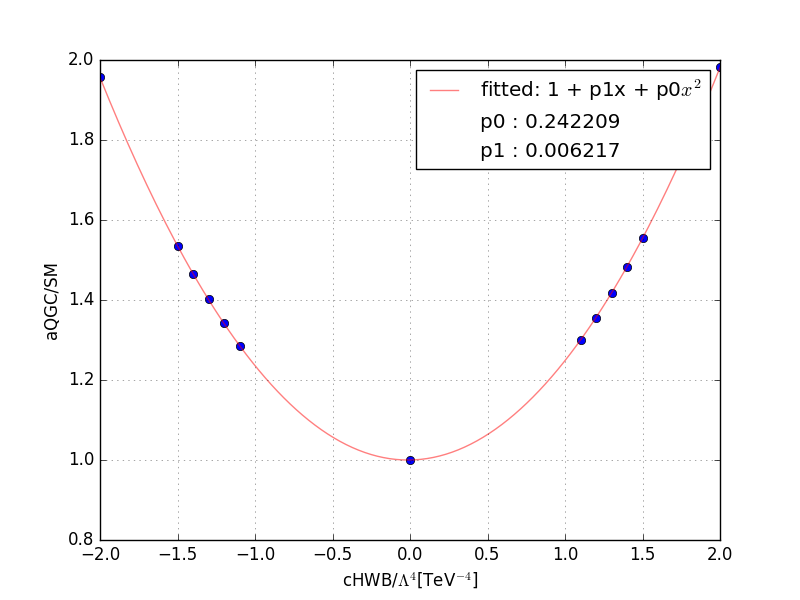 2.0
1.8
1.6
1.4
1.2
1.0
0.8
aQGC/SM
fitted: 1 + p1x + p0x²
p0 : 0.242209
p1 : 0.006217
−2.0 −1.5 −1.0 −0.5 0.0 0.5 1.0 1.5 2.0
cHWB/Λ⁴[TeV⁻⁴]